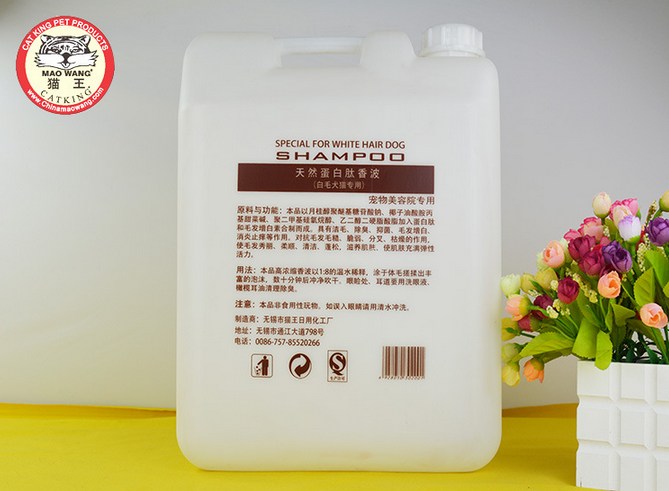 CAT KING PET PRODUCTS
MAO WANG®
猫王
CATKING®
www.Chinamaowang.com
SPECIAL FOR WHITE HAIR DOG
SHAMPOO
天然蛋白肽香波
(白毛犬猫专用)
宠物美容院专用
原料与功能：本品以月桂醇聚醚基糖苷酸钠、椰子油酸酰丙
基甜菜碱、聚二甲基硅氧烷醇、乙二醇二硬脂酸脂加入蛋白肽
和毛发增白素合制而成。具有洁毛、除臭、抑菌、毛发增白、
消炎止痒等作用。对抗毛发毛糙、脆弱、分叉、枯燥的作用，
使毛发秀丽、柔顺、清洁、蓬松，滋养肌肤，使肌肤充满弹性
活力。
用法：本品高浓缩香波以1:8的温水稀释，涂于体毛搓揉出丰
富的泡沫，数十分钟后冲净吹干。眼睑处、耳道要用洗眼液、
橄榄耳油清理除臭。
注意：本品非食用性玩物，如误入眼睛请用清水冲洗。
制造商：无锡市猫王日用化工厂
地址：无锡市通江大道798号
电话：0086-757-85520266
生产许可